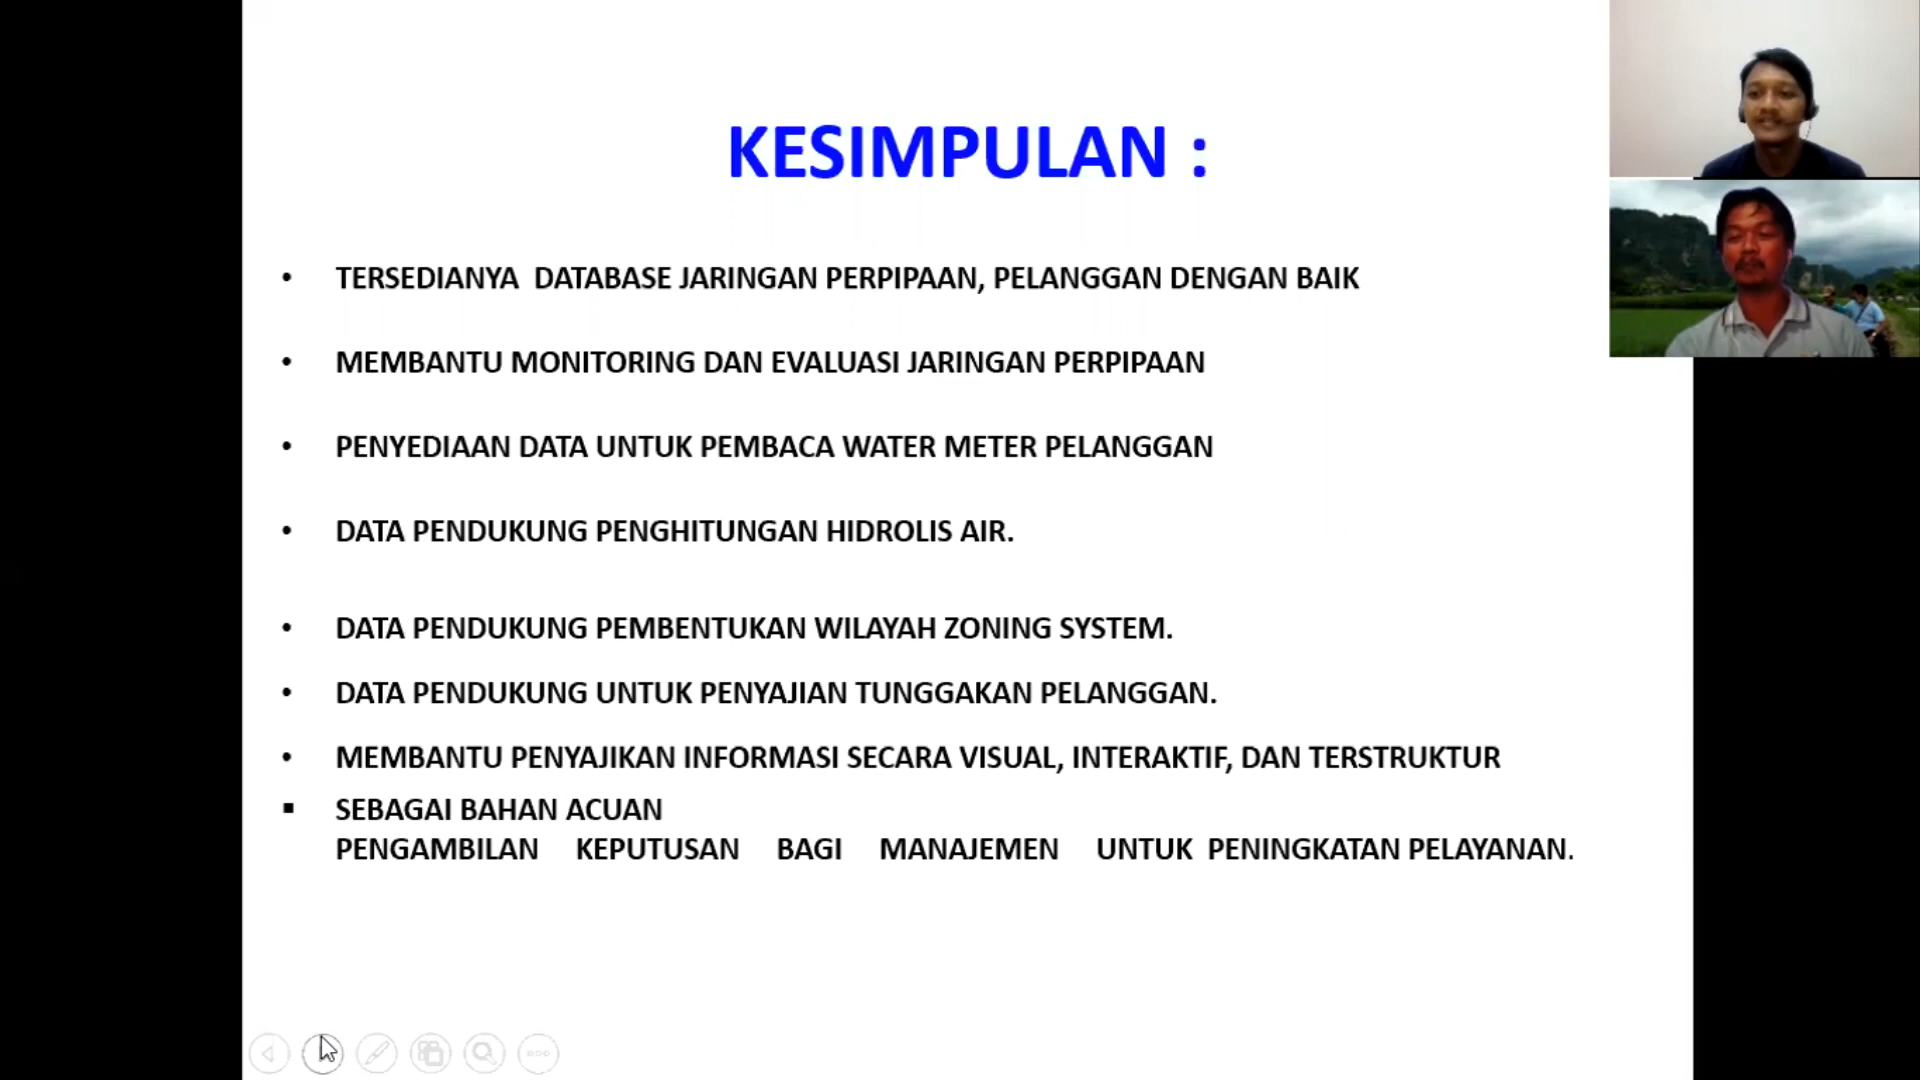 KESIMPULAN :
• TERSEDIANYA DATABASE JARINGAN PERPIPAAN, PELANGGAN DENGAN BAIK
• MEMBANTU MONITORING DAN EVALUASI JARINGAN PERPIPAAN
• PENYEDIAAN DATA UNTUK PEMBACA WATER METER PELANGGAN
• DATA PENDUKUNG PENGHITUNGAN HIDROLIS AIR.
• DATA PENDUKUNG PEMBENTUKAN WILAYAH ZONING SYSTEM.
• DATA PENDUKUNG UNTUK PENYAJIAN TUNGGAKAN PELANGGAN.
• MEMBANTU PENYAJIKAN INFORMASI SECARA VISUAL, INTERAKTIF, DAN TERSTRUKTUR
▪ SEBAGAI BAHAN ACUAN
PENGAMBILAN KEPUTUSAN BAGI MANAJEMEN UNTUK PENINGKATAN PELAYANAN.